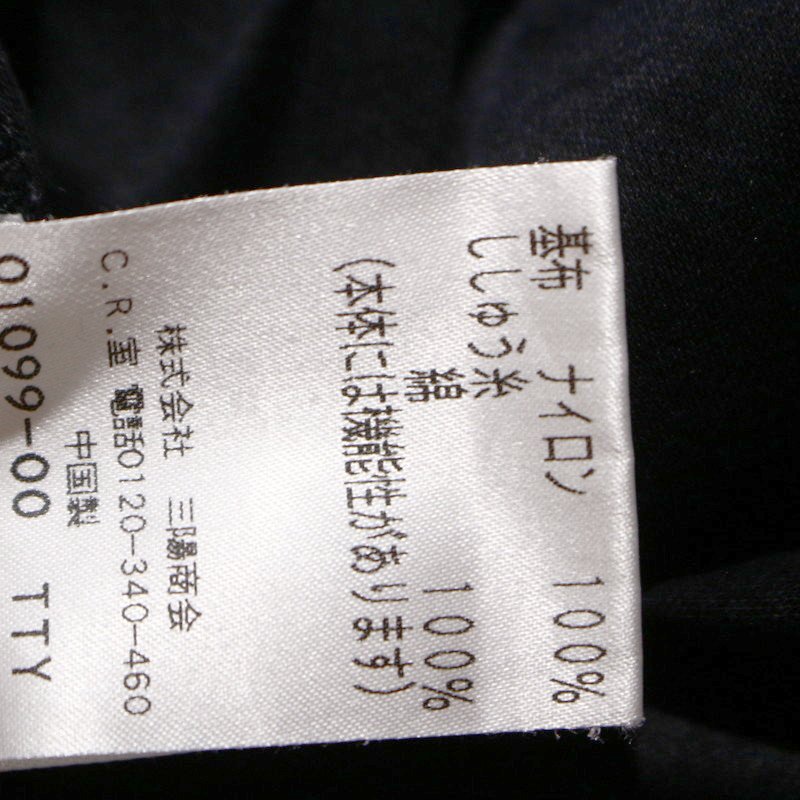 基布 ナイロン 100%
ししゅう糸
綿 100%
(本体には機能性があります)
株式会社 三陽商会
C.R.室 電話0120-340-460
中国製
01099-00 TTY